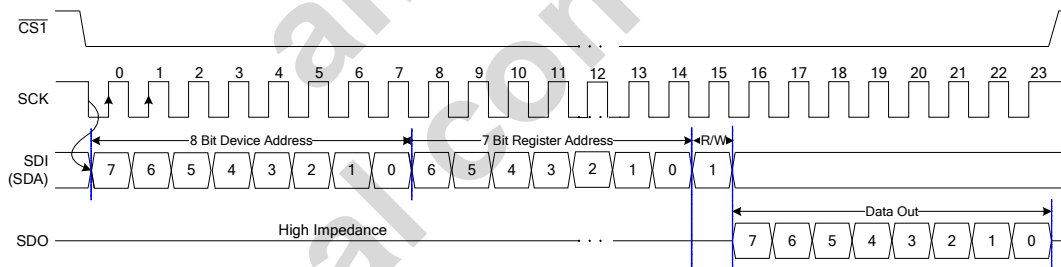 CS1
. . .
0 1 2 3 4 5 6 7 8 9 10 11 12 13 14 15 16 17 18 19 20 21 22 23
SCK
8 Bit Device Address 7 Bit Register Address R/W
SDI
(SDA)
7 6 5 4 3 2 1 0 6 5 4 3 2 1 0 1
Data Out
High Impedance
SDO
. . .
7 6 5 4 3 2 1 0